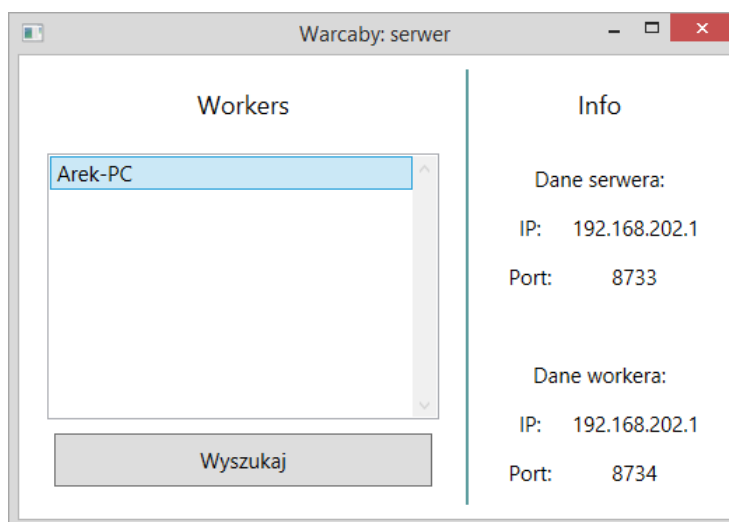 Warcaby: serwer
Workers
Arek-PC
Wyszukaj
Info
Dane serwera:
IP: 192.168.202.1
Port: 8733
Dane workera:
IP: 192.168.202.1
Port: 8734